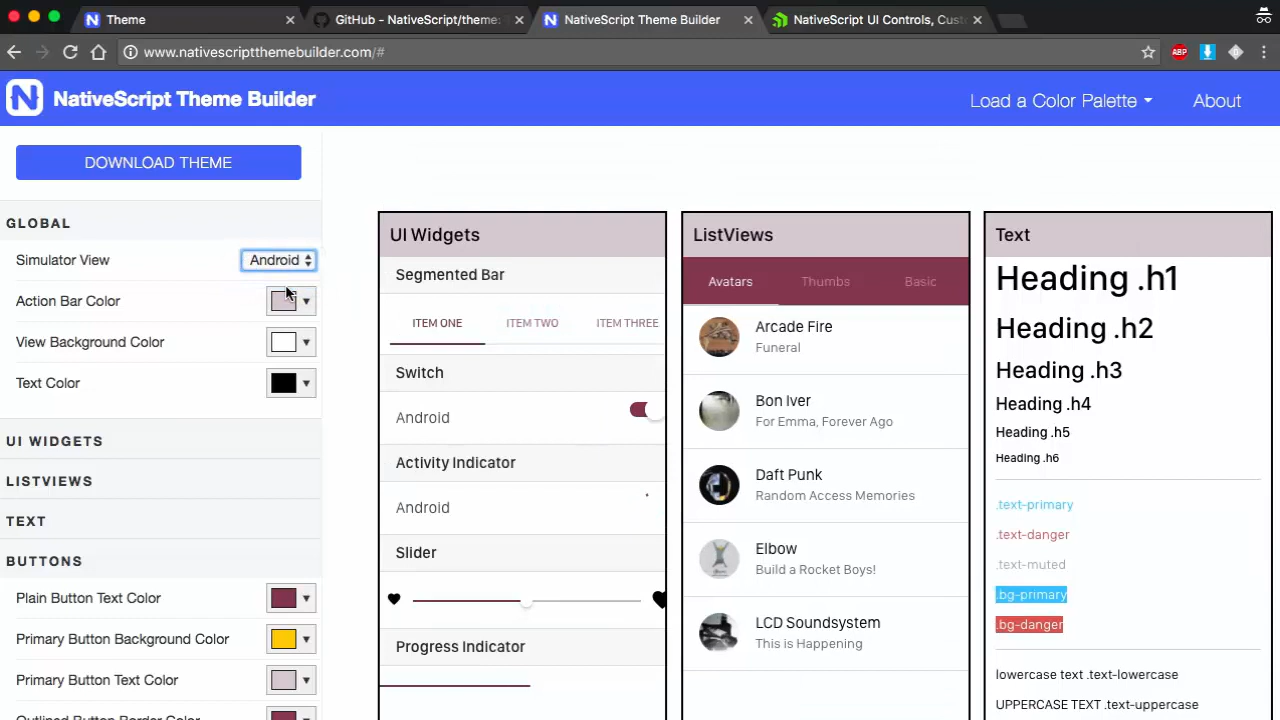 Theme
GitHub - NativeScript/theme:
NativeScript Theme Builder
NativeScript UI Controls, Cust
www.nativescriptthemebuilder.com/#
ABP
N NativeScript Theme Builder
Load a Color Palette
About
DOWNLOAD THEME
GLOBAL
Simulator View
Android
Action Bar Color
View Background Color
Text Color
UI WIDGETS
LISTVIEWS
TEXT
BUTTONS
Plain Button Text Color
Primary Button Background Color
Primary Button Text Color
Outlined Button Border Color
UI Widgets
Segmented Bar
ITEM ONE
ITEM TWO
ITEM THREE
Switch
Android
Activity Indicator
Android
Slider
Progress Indicator
ListViews
Avatars
Thumbs
Basic
Arcade Fire
Funeral
Bon Iver
For Emma, Forever Ago
Daft Punk
Random Access Memories
Elbow
Build a Rocket Boys!
LCD Soundsystem
This is Happening
Text
Heading .h1
Heading .h2
Heading .h3
Heading .h4
Heading .h5
Heading .h6
.text-primary
.text-danger
.text-muted
.bg-primary
.bg-danger
lowercase text .text-lowercase
UPPERCASE TEXT .text-uppercase